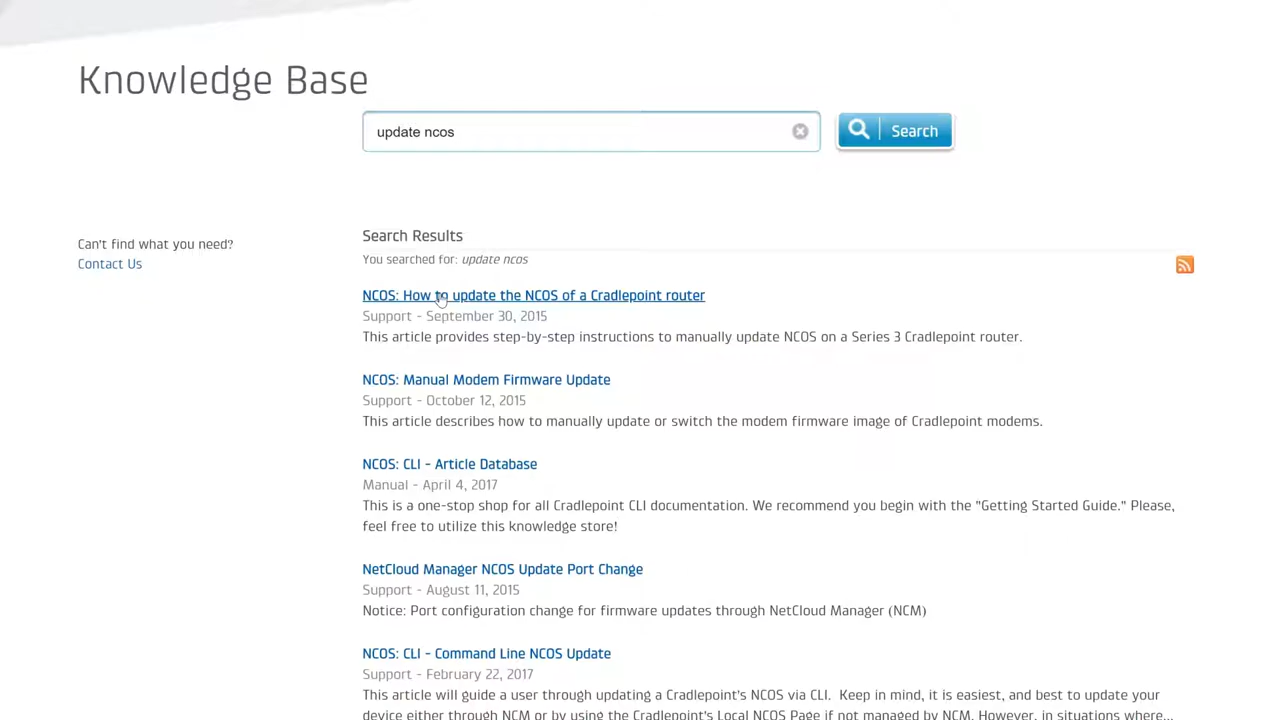 Knowledge Base
update ncos
Search
Can't find what you need?
Contact Us
Search Results
You searched for: update ncos
NCOS: How to update the NCOS of a Cradlepoint router
Support - September 30, 2015
This article provides step-by-step instructions to manually update NCOS on a Series 3 Cradlepoint router.
NCOS: Manual Modem Firmware Update
Support - October 12, 2015
This article describes how to manually update or switch the modem firmware image of Cradlepoint modems.
NCOS: CLI - Article Database
Manual - April 4, 2017
This is a one-stop shop for all Cradlepoint CLI documentation. We recommend you begin with the "Getting Started Guide." Please,
feel free to utilize this knowledge store!
NetCloud Manager NCOS Update Port Change
Support - August 11, 2015
Notice: Port configuration change for firmware updates through NetCloud Manager (NCM)
NCOS: CLI - Command Line NCOS Update
Support - February 22, 2017
This article will guide a user through updating a Cradlepoint's NCOS via CLI.  Keep in mind, it is easiest, and best to update your
device either through NCM or by using the Cradlepoint's Local NCOS Page if not managed by NCM. However, in situations where...